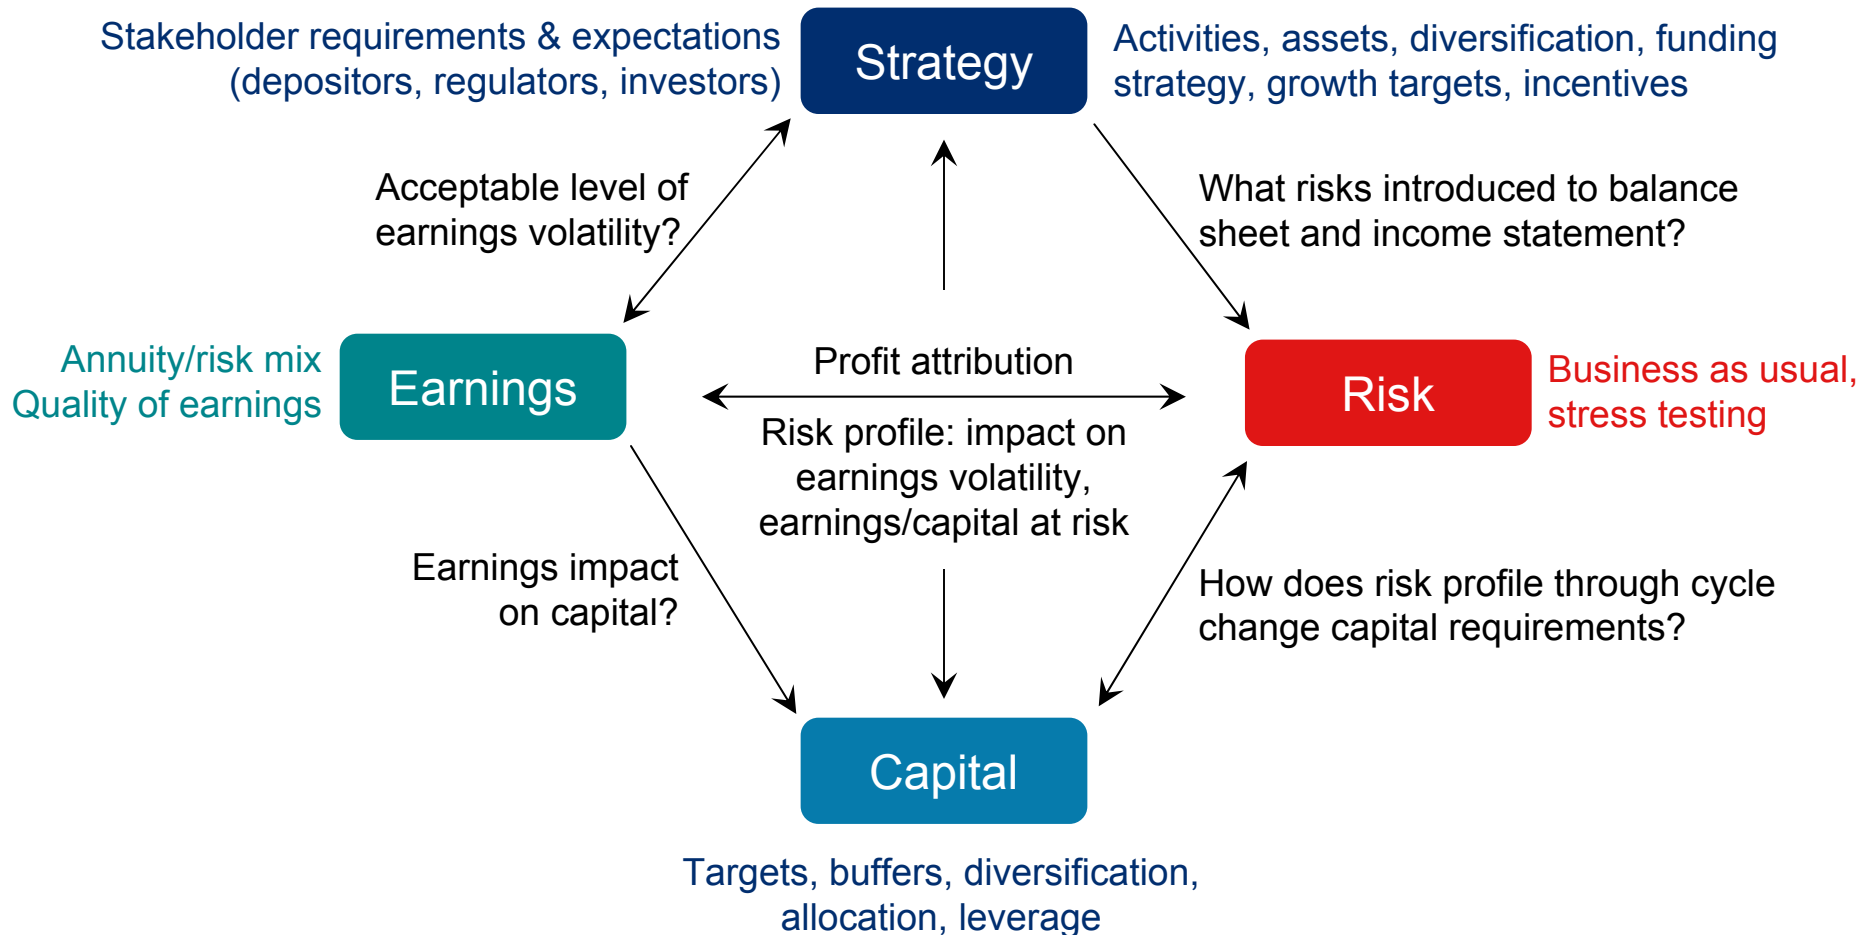 Stakeholder requirements & expectations
(depositors, regulators, investors)
Strategy
Activities, assets, diversification, funding
strategy, growth targets, incentives
Acceptable level of
earnings volatility?
What risks introduced to balance
sheet and income statement?
Annuity/risk mix
Quality of earnings
Earnings
Profit attribution
Risk profile: impact on
earnings volatility,
earnings/capital at risk
Risk
Business as usual,
stress testing
Earnings impact
on capital?
How does risk profile through cycle
change capital requirements?
Capital
Targets, buffers, diversification,
allocation, leverage